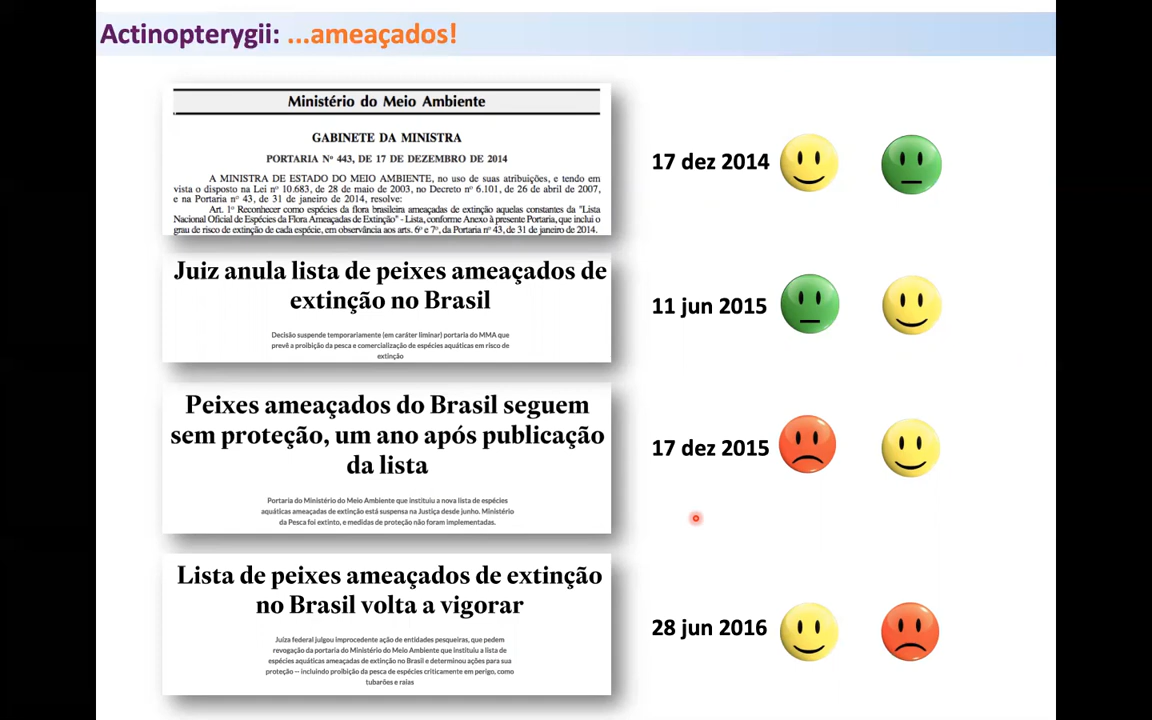 Actinopterygii: ...ameaçados!
Ministério do Meio Ambiente
GABINETE DA MINISTRA
PORTARIA Nº 443, DE 17 DE DEZEMBRO DE 2014
A MINISTRA DE ESTADO DO MEIO AMBIENTE, no uso de suas atribuições, e tendo em
vista o disposto na Lei nº 10.683, de 28 de maio de 2003, no Decreto nº 6.101, de 26 de abril de 2007,
e na Portaria nº 43, de 31 de janeiro de 2014, resolve:
Art. 1º Reconhecer como espécies da flora brasileira ameaçadas de extinção aquelas constantes da "Lista
Nacional Oficial de Espécies da Flora Ameaçadas de Extinção" - Lista, conforme Anexo à presente Portaria, que inclui o
grau de risco de extinção de cada espécie, em observância aos arts. 6º e 7º, da Portaria nº 43, de 31 de janeiro de 2014.
17 dez 2014
Juiz anula lista de peixes ameaçados de
extinção no Brasil
Decisão suspende temporariamente (em caráter liminar) portaria do MMA que
prevê a proibição da pesca e comercialização de espécies aquáticas em risco de
extinção
11 jun 2015
Peixes ameaçados do Brasil seguem
sem proteção, um ano após publicação
da lista
Portaria do Ministério do Meio Ambiente que instituiu a nova lista de espécies
aquáticas ameaçadas de extinção está suspensa na Justiça desde junho. Ministério
da Pesca foi extinto, e medidas de proteção não foram implementadas.
17 dez 2015
Lista de peixes ameaçados de extinção
no Brasil volta a vigorar
Juíza federal julgou improcedente ação de entidades pesqueiras, que pedem
revogação da portaria do Ministério do Meio Ambiente que instituiu a lista de
espécies aquáticas ameaçadas de extinção no Brasil e determinou ações para sua
proteção -- incluindo proibição da pesca de espécies criticamente em perigo, como
tubarões e raias
28 jun 2016